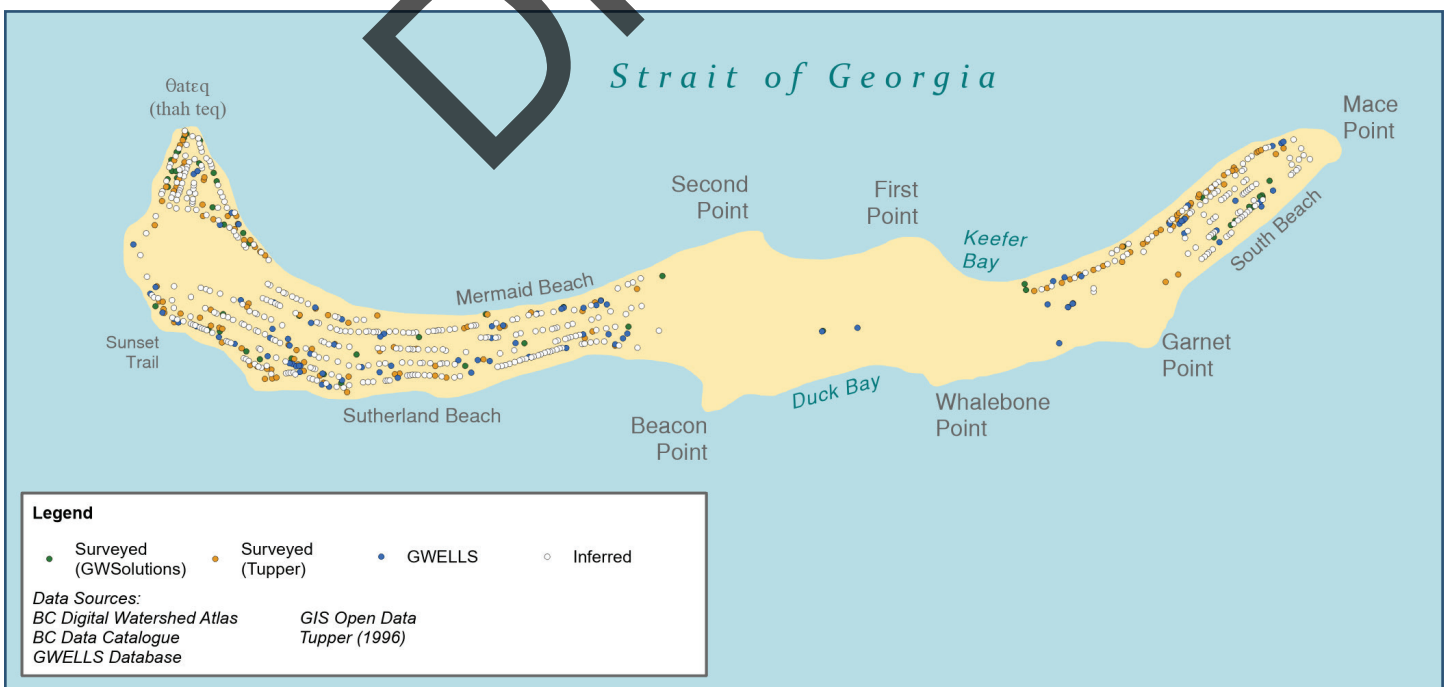 Strait of Georgia
θatεq
(thah teq)
Mace
Point
Second
Point
First
Point
Keefer
Bay
South Beach
Mermaid Beach
Sunset
Trail
Garnet
Point
Duck Bay
Sutherland Beach
Whalebone
Point
Beacon
Point
Legend
Surveyed
(GWSolutions)
Surveyed
(Tupper)
GWELLS
Inferred
Data Sources:
BC Digital Watershed Atlas
BC Data Catalogue
GWELLS Database
GIS Open Data
Tupper (1996)